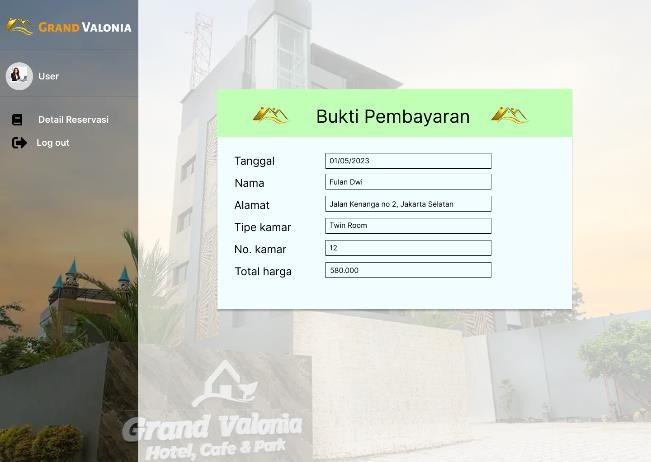 GRAND VALONIA
User
Detail Reservasi
Log out
Bukti Pembayaran
Tanggal 01/05/2023
Nama Fulan Dwi
Alamat Jalan Kenanga no 2, Jakarta Selatan
Tipe kamar Twin Room
No. kamar 12
Total harga 580.000
Grand Valonia
Hotel, Cafe & Park